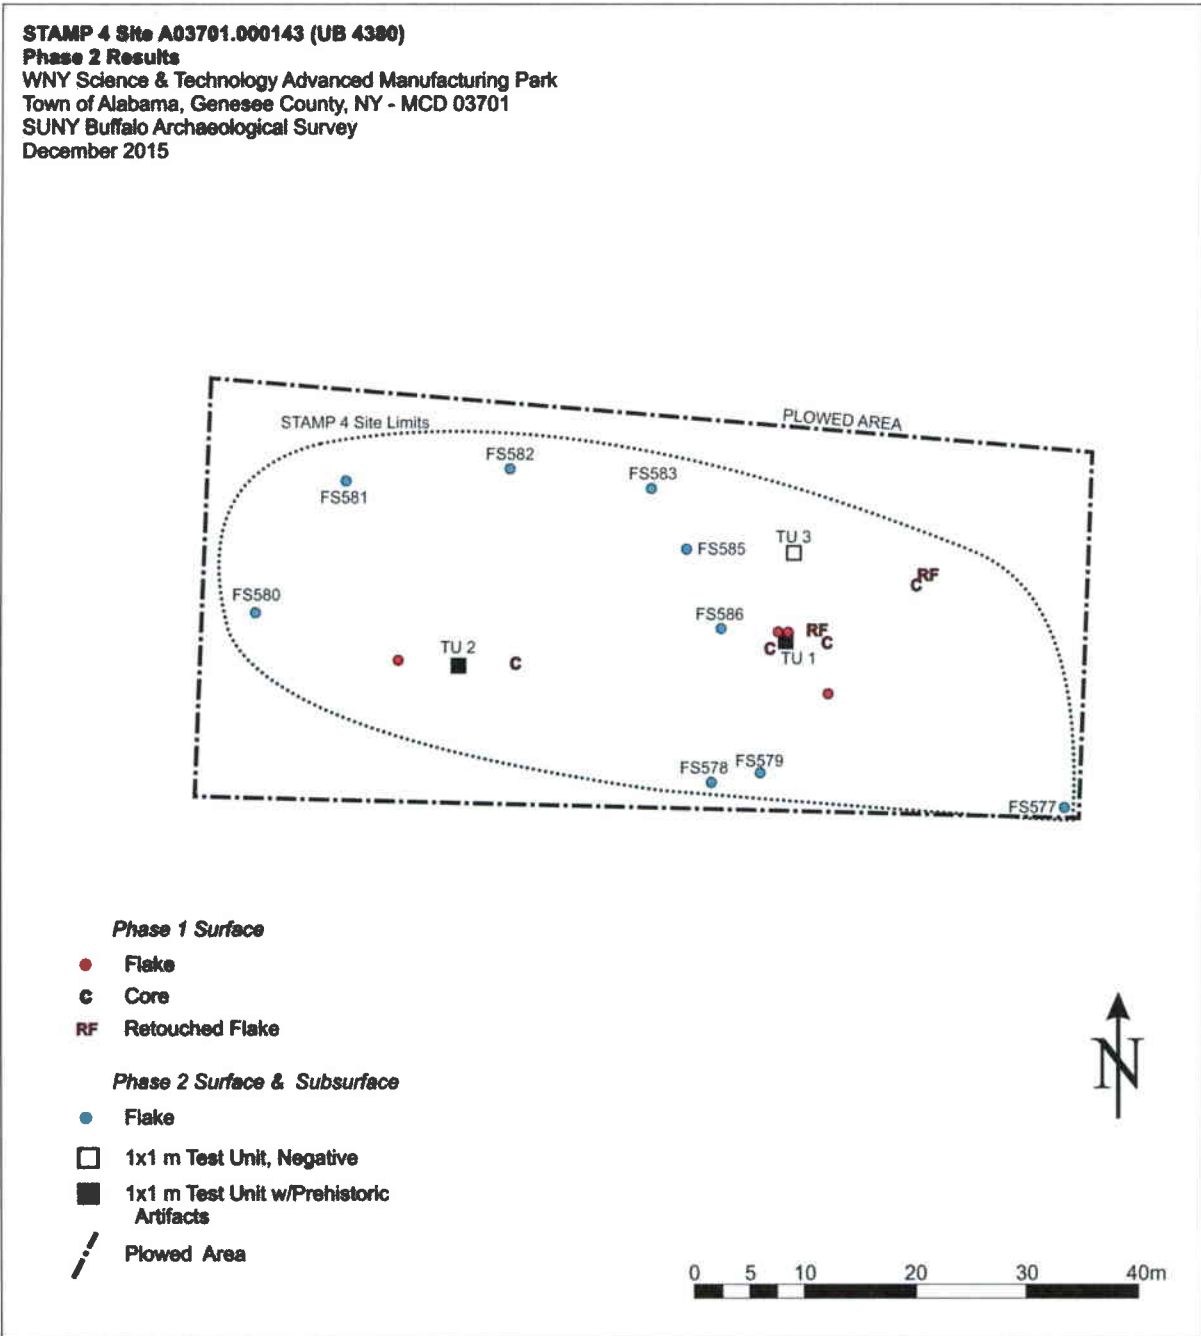 STAMP 4 Site A03701.000143 (UB 4380)
Phase 2 Results
WNY Science & Technology Advanced Manufacturing Park
Town of Alabama, Genesee County, NY - MCD 03701
SUNY Buffalo Archaeological Survey
December 2015
PLOWED AREA
STAMP 4 Site Limits
FS582
FS583
FS581
TU 3
FS585
RF
C
FS580
FS586
RF
C
C
TU 1
TU 2
C
FS579
FS578
FS577
Phase 1 Surface
Flake
C Core
RF Retouched Flake
Phase 2 Surface & Subsurface
Flake
1x1 m Test Unit, Negative
1x1 m Test Unit w/Prehistoric
Artifacts
Plowed Area
N
0 5 10 20 30 40m